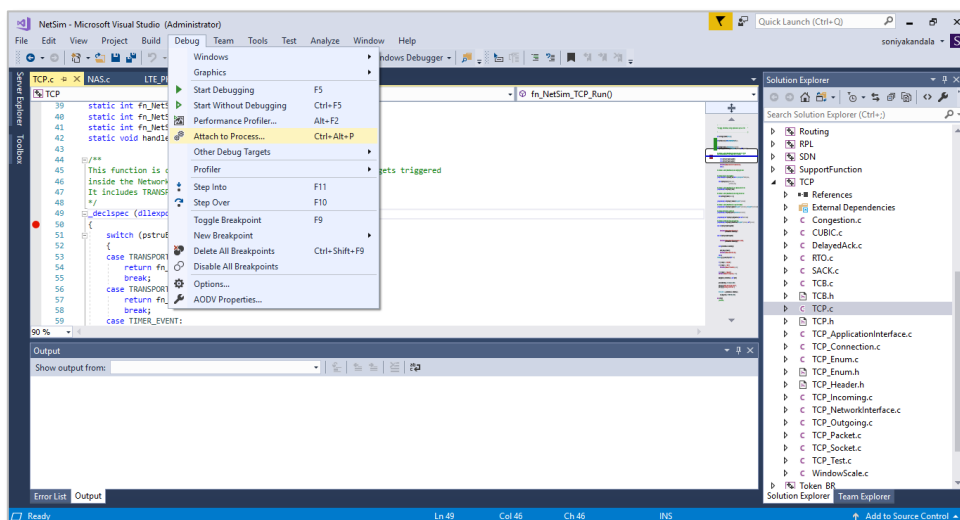 NetSim - Microsoft Visual Studio (Administrator)
Quick Launch (Ctrl+Q)
File Edit View Project Build Debug Team Tools Test Analyze Window Help
soniyakandala
S
ndows Debugger
Server Explorer
Toolbox
TCP.c NAS.c LTE_P
TCP
fn_NetSim_TCP_Run()
39 static int fn_NetS
40 static int fn_NetS
41 static int fn_NetS
42 static void handle
43
44 /**
45 This function is c gets triggered
46 inside the Network
47 It includes TRANSP
48 */
49 _declspec (dllexpo
50 {
51 switch (pstruE
52 {
53 case TRANSPORT
54 return fn_
55 break;
56 case TRANSPORT
57 return fn_
58 break;
59 case TIMER_EVENT:
90 %
Windows
Graphics
Start Debugging F5
Start Without Debugging Ctrl+F5
Performance Profiler... Alt+F2
Attach to Process... Ctrl+Alt+P
Other Debug Targets
Profiler
Step Into F11
Step Over F10
Toggle Breakpoint F9
New Breakpoint
Delete All Breakpoints Ctrl+Shift+F9
Disable All Breakpoints
Options...
AODV Properties...
Output
Show output from:
Error List Output
Solution Explorer
Search Solution Explorer (Ctrl+;)
Routing
RPL
SDN
SupportFunction
TCP
References
External Dependencies
C Congestion.c
C CUBIC.c
C DelayedAck.c
C RTO.c
C SACK.c
C TCB.c
TCB.h
C TCP.c
TCP.h
C TCP_ApplicationInterface.c
C TCP_Connection.c
C TCP_Enum.c
TCP_Enum.h
TCP_Header.h
C TCP_Incoming.c
C TCP_NetworkInterface.c
C TCP_Outgoing.c
C TCP_Packet.c
C TCP_Socket.c
C TCP_Test.c
C WindowScale.c
Token BR
Solution Explorer Team Explorer
Ready Ln 49 Col 46 Ch 46 INS Add to Source Control